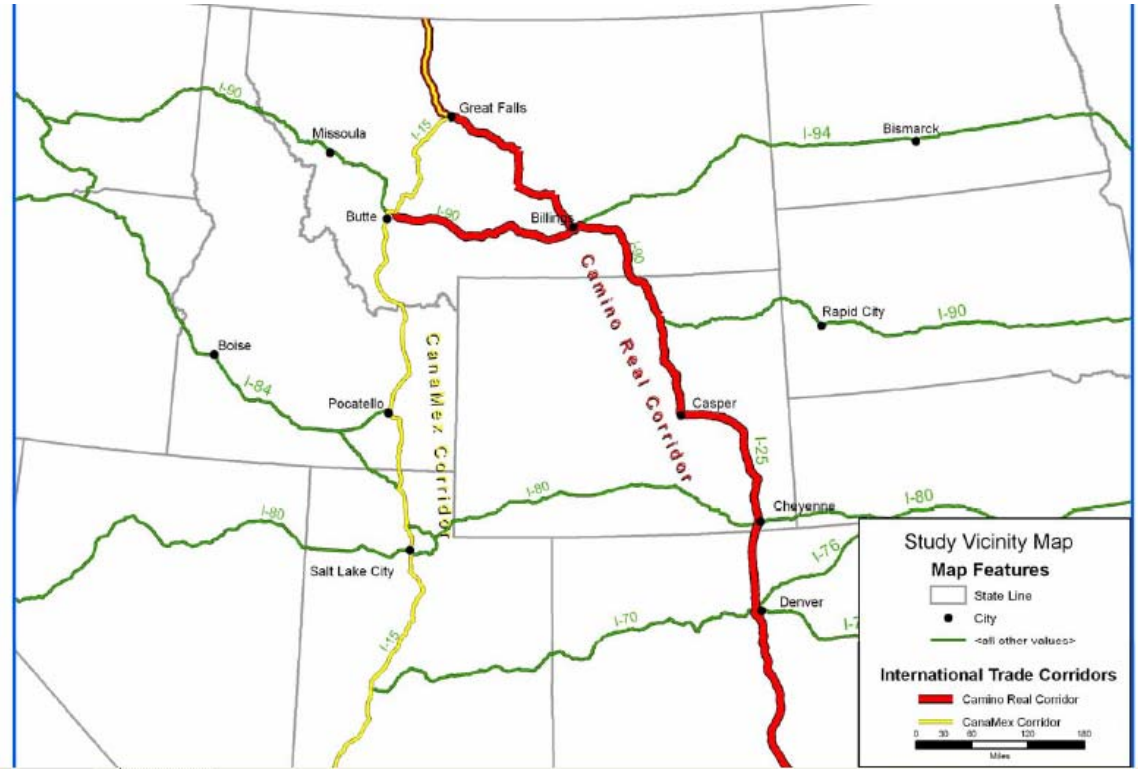 Great Falls
I-90
I-15
Missoula
I-94
Bismarck
Butte
I-90
Billings
I-90
Camino Real Corridor
Rapid City
I-90
CanaMex Corridor
Boise
I-84
Pocatello
Casper
I-25
I-80
I-80
I-80
Cheyenne
Salt Lake City
I-76
Denver
I-70
I-15
Study Vicinity Map
Map Features
State Line
City
<all other values>
International Trade Corridors
Camino Real Corridor
CanaMex Corridor
0 30 60 120 180
Miles